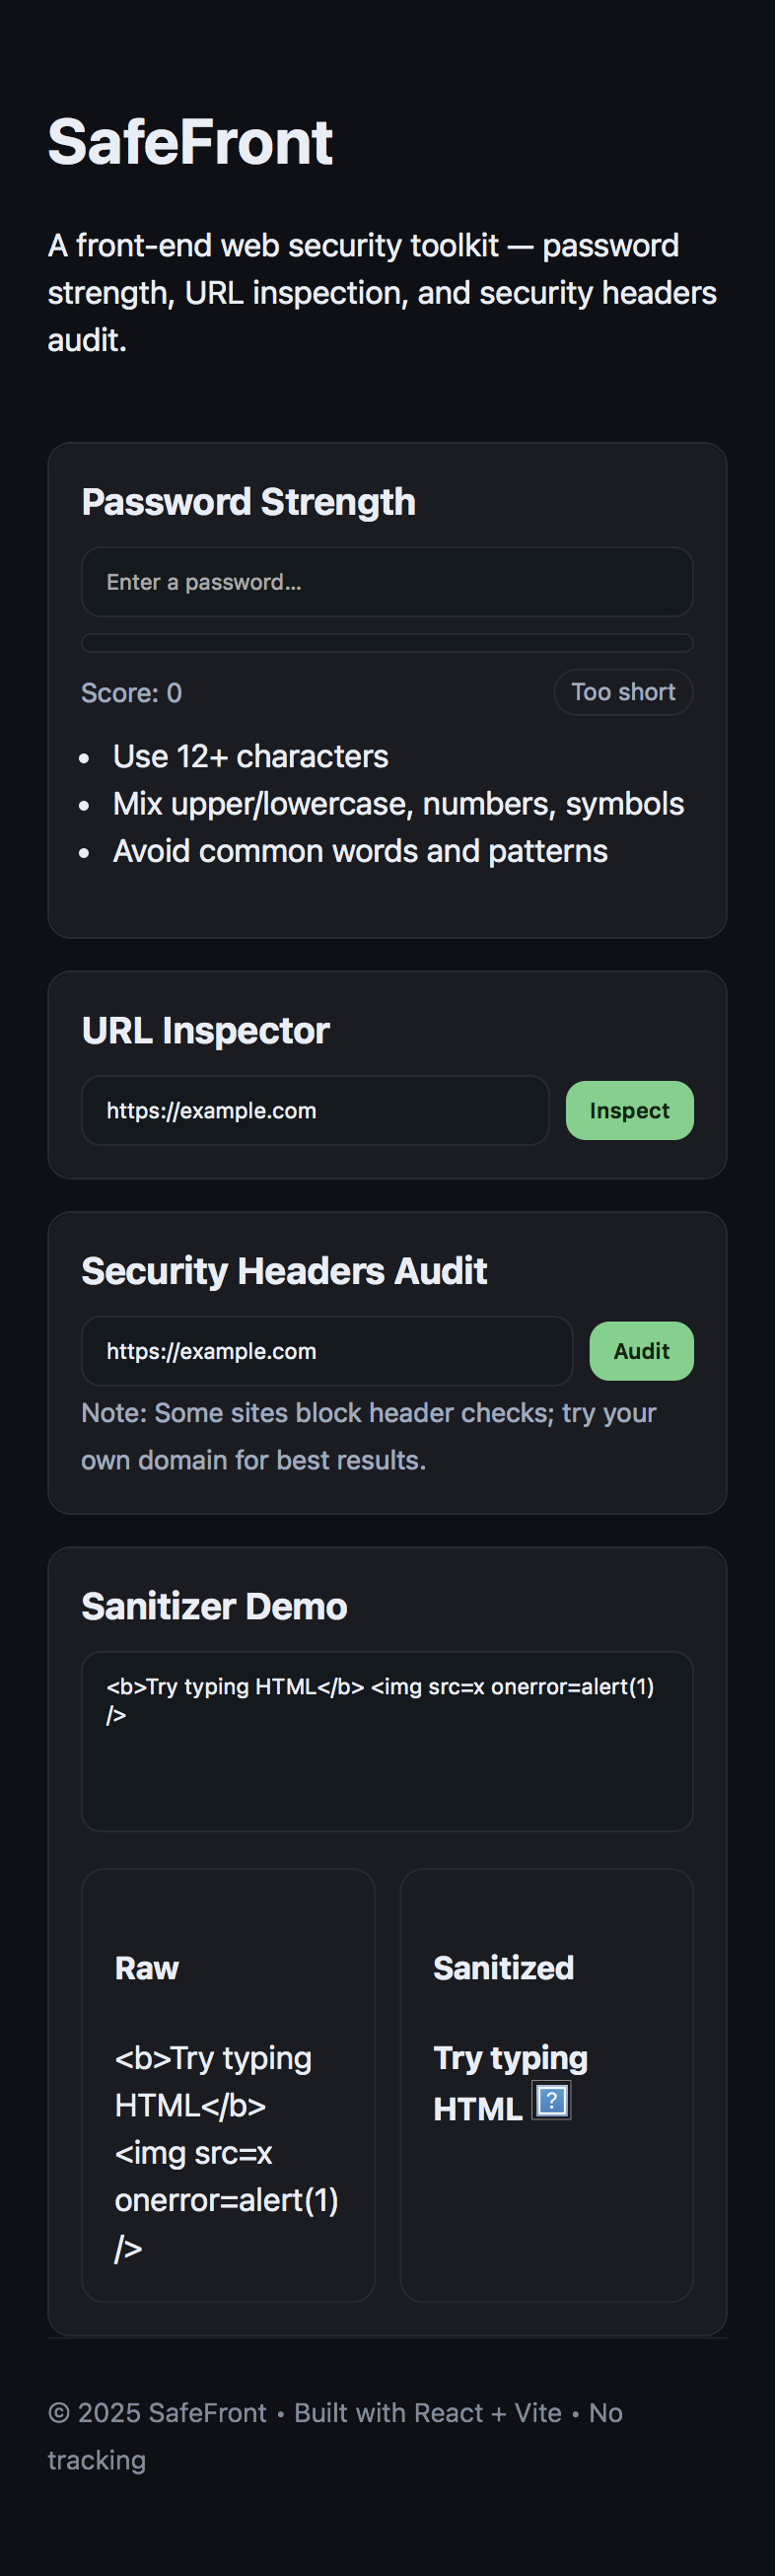 SafeFront
A front-end web security toolkit — password
strength, URL inspection, and security headers
audit.
Password Strength
Enter a password...
Score: 0
Too short
• Use 12+ characters
• Mix upper/lowercase, numbers, symbols
• Avoid common words and patterns
URL Inspector
https://example.com
Inspect
Security Headers Audit
https://example.com
Audit
Note: Some sites block header checks; try your
own domain for best results.
Sanitizer Demo
<b>Try typing HTML</b> <img src=x onerror=alert(1)
/>
Raw
<b>Try typing
HTML</b>
<img src=x
onerror=alert(1)
/>
Sanitized
Try typing
HTML ?
© 2025 SafeFront • Built with React + Vite • No
tracking